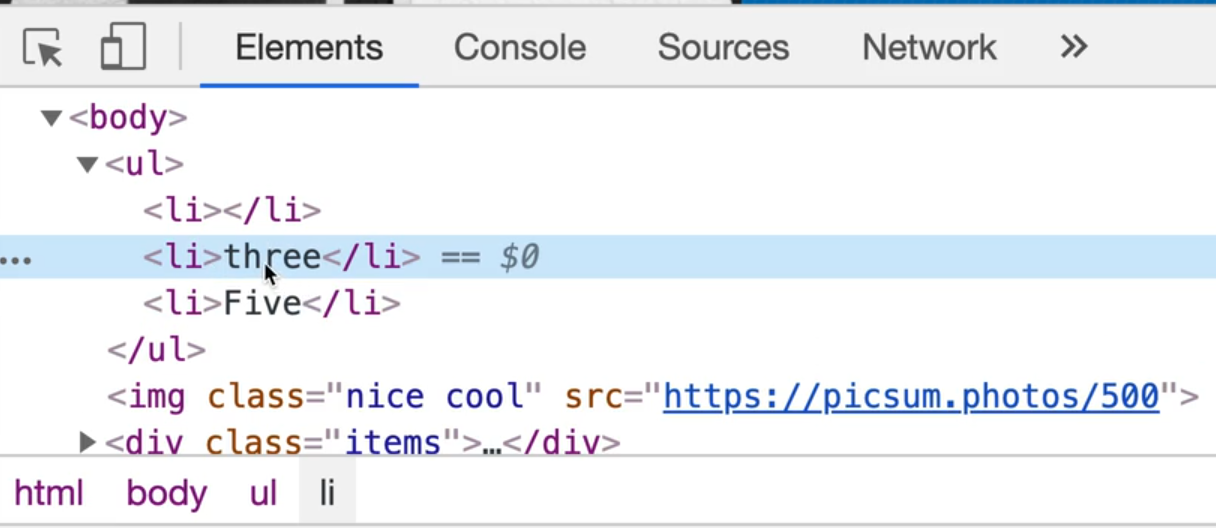 Elements Console Sources Network
<body>
<ul>
<li></li>
<li>three</li> == $0
<li>Five</li>
</ul>
<img class="nice cool" src="https://picsum.photos/500">
<div class="items">…</div>
html body ul li